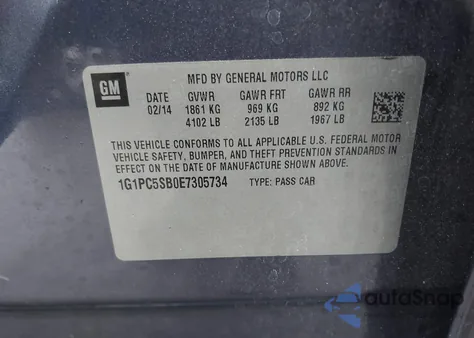 GM
MFD BY GENERAL MOTORS LLC
DATE GVWR GAWR FRT GAWR RR
02/14 1861 KG 969 KG 892 KG
4102 LB 2135 LB 1967 LB
THIS VEHICLE CONFORMS TO ALL APPLICABLE U.S. FEDERAL MOTOR
VEHICLE SAFETY, BUMPER, AND THEFT PREVENTION STANDARDS IN
EFFECT ON THE DATE OF MANUFACTURE SHOWN ABOVE.
1G1PC5SB0E7305734 TYPE: PASS CAR
autoSnap